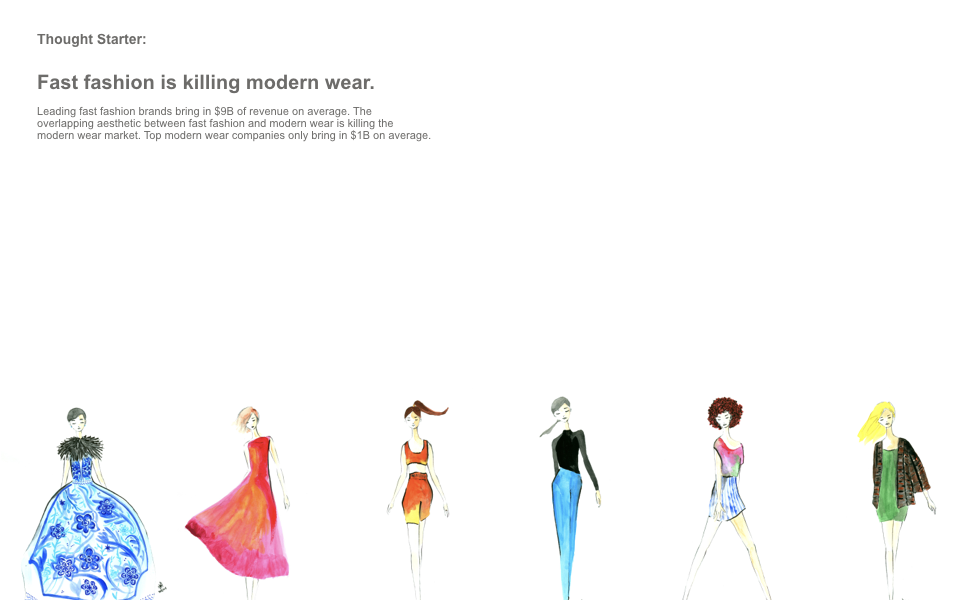 Thought Starter:
Fast fashion is killing modern wear.
Leading fast fashion brands bring in $9B of revenue on average. The
overlapping aesthetic between fast fashion and modern wear is killing the
modern wear market. Top modern wear companies only bring in $1B on average.